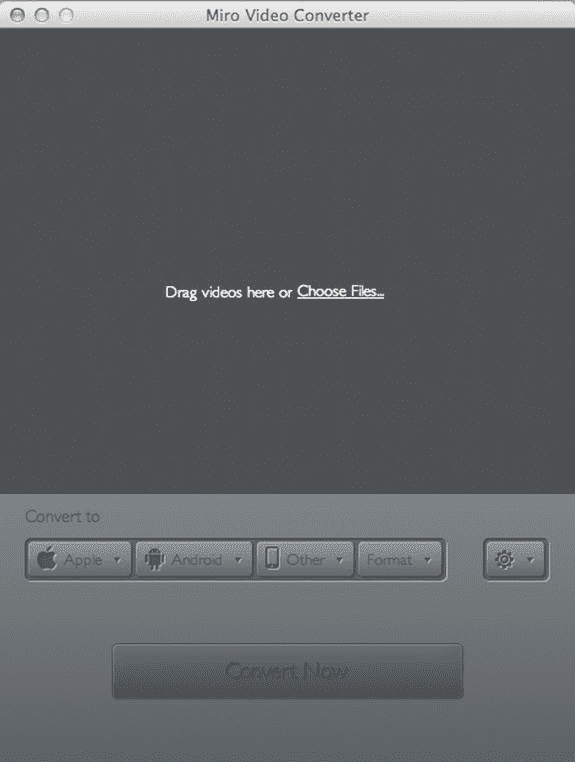 Miro Video Converter
Drag videos here or Choose Files...
Convert to
Apple Android Other Format
Convert Now